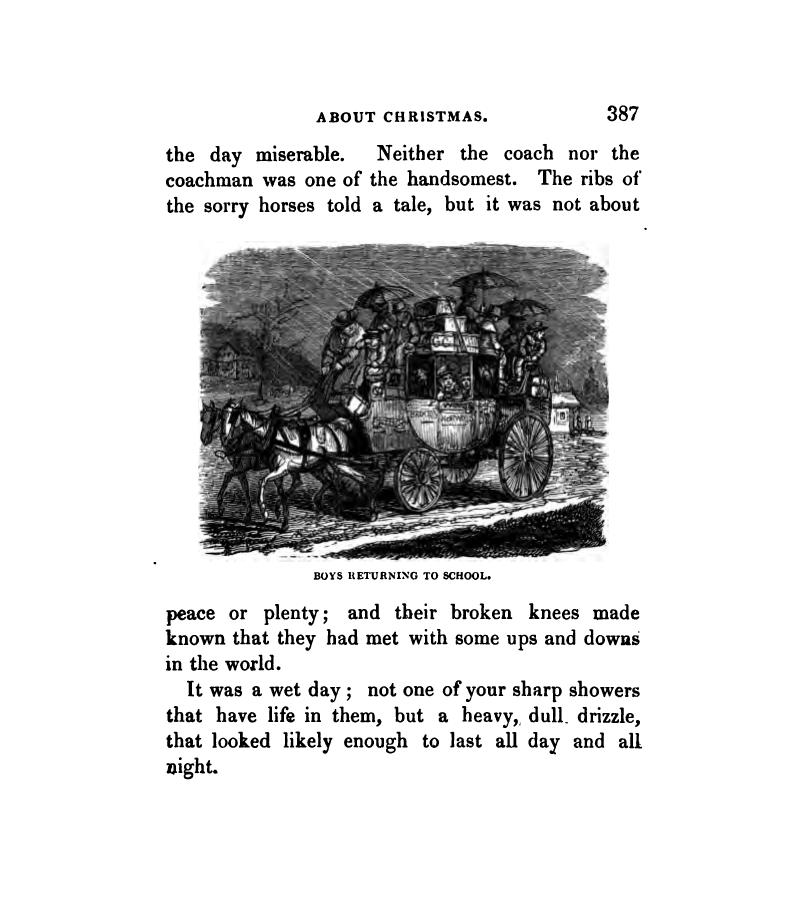 ABOUT CHRISTMAS. 387
the day miserable. Neither the coach nor the
coachman was one of the handsomest. The ribs of
the sorry horses told a tale, but it was not about
BOYS RETURNING TO SCHOOL.
peace or plenty; and their broken knees made
known that they had met with some ups and downs
in the world.
It was a wet day; not one of your sharp showers
that have life in them, but a heavy, dull drizzle,
that looked likely enough to last all day and all
night.